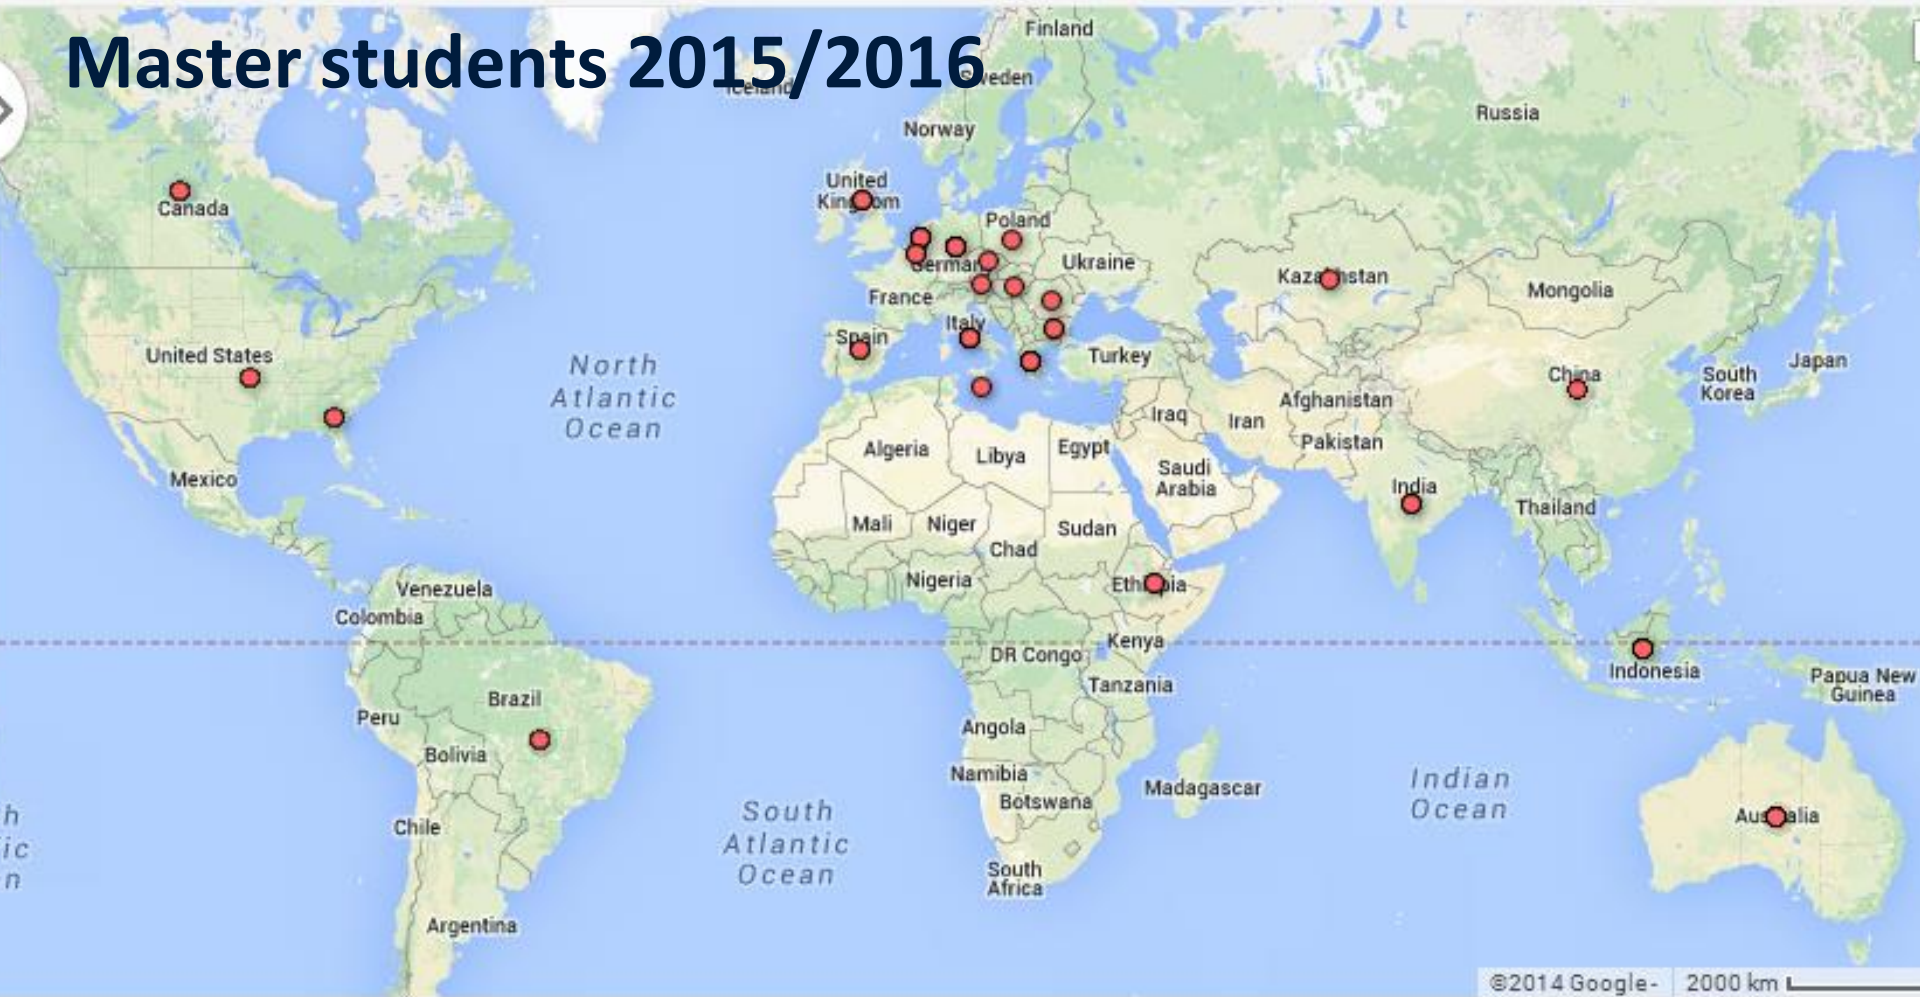 Master students 2015/2016
Finland
Sweden
Iceland
Norway
Russia
United
Kingdom
Canada
Poland
Ukraine
Germany
Kazakhstan
Mongolia
France
Italy
Spain
United States
North
Atlantic
Ocean
Turkey
China
South
Korea
Japan
Afghanistan
Iraq
Iran
Pakistan
Algeria
Libya
Egypt
Saudi
Arabia
Mexico
India
Thailand
Mali
Niger
Sudan
Chad
Nigeria
Ethiopia
Venezuela
Colombia
Kenya
DR Congo
Indonesia
Papua New
Guinea
Tanzania
Brazil
Peru
Angola
Bolivia
Namibia
Botswana
Madagascar
Indian
Ocean
South
Atlantic
Ocean
Chile
Australia
h
ic
n
South
Africa
Argentina
©2014 Google-
2000 km